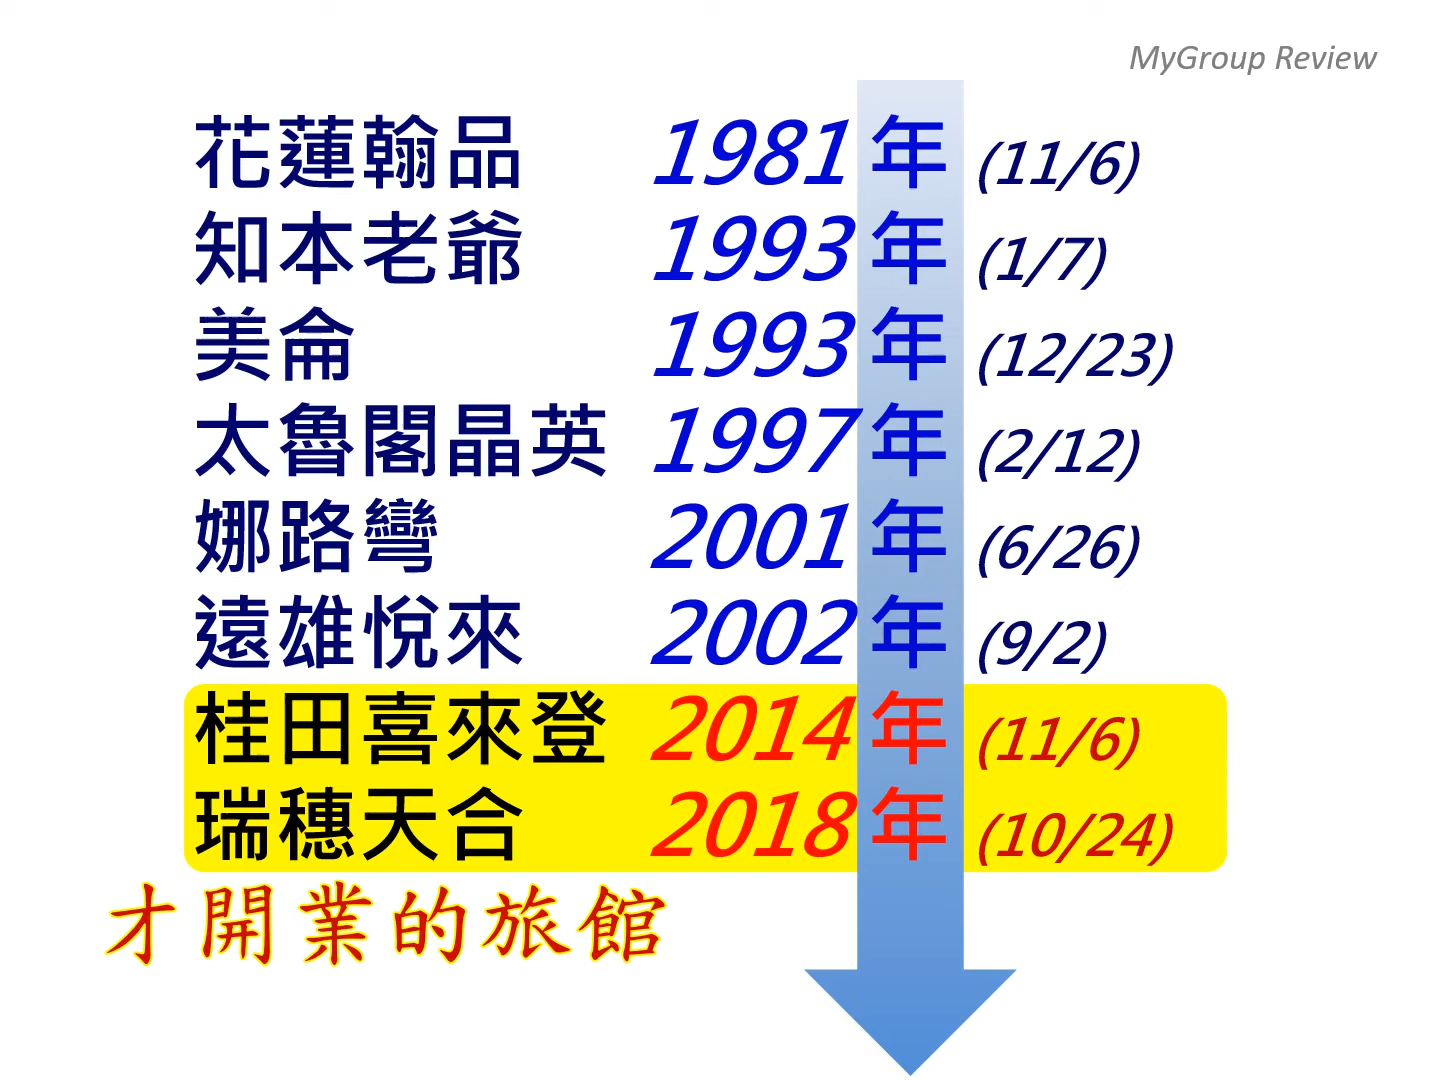 MyGroup Review
花蓮翰品 1981年 (11/6)
知本老爺 1993年 (1/7)
美侖 1993年 (12/23)
太魯閣晶英 1997年 (2/12)
娜路彎 2001年 (6/26)
遠雄悅來 2002年 (9/2)
桂田喜來登 2014年 (11/6)
瑞穗天合 2018年 (10/24)
才開業的旅館